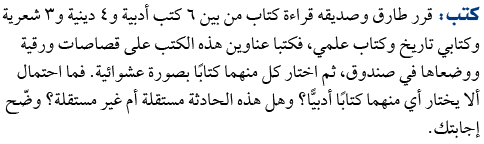 كتب: قرر طارق وصديقه قراءة كتاب من بين ٦ كتب أدبية و٤ دينية و٣ شعرية
وكتابي تاريخ وكتاب علمي، فكتبا عناوين هذه الكتب على قصاصات ورقية
ووضعاها في صندوق، ثم اختار كل منهما كتابًا بصورة عشوائية. فما احتمال
ألا يختار أي منهما كتابًا أدبيًّا؟ وهل هذه الحادثة مستقلة أم غير مستقلة؟ وضّح
إجابتك.